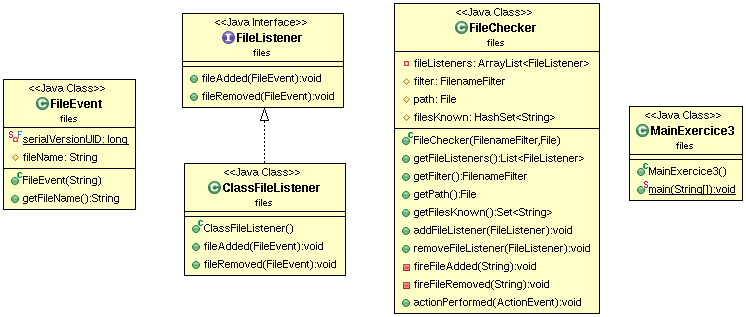 <<Java Class>>
FileEvent
files
serialVersionUID: long
fileName: String
FileEvent(String)
getFileName():String
<<Java Interface>>
FileListener
files
fileAdded(FileEvent):void
fileRemoved(FileEvent):void
<<Java Class>>
ClassFileListener
files
ClassFileListener()
fileAdded(FileEvent):void
fileRemoved(FileEvent):void
<<Java Class>>
FileChecker
files
fileListeners: ArrayList<FileListener>
filter: FilenameFilter
path: File
filesKnown: HashSet<String>
FileChecker(FilenameFilter,File)
getFileListeners():List<FileListener>
getFilter():FilenameFilter
getPath():File
getFilesKnown():Set<String>
addFileListener(FileListener):void
removeFileListener(FileListener):void
fireFileAdded(String):void
fireFileRemoved(String):void
actionPerformed(ActionEvent):void
<<Java Class>>
MainExercice3
files
MainExercice3()
main(String[]):void